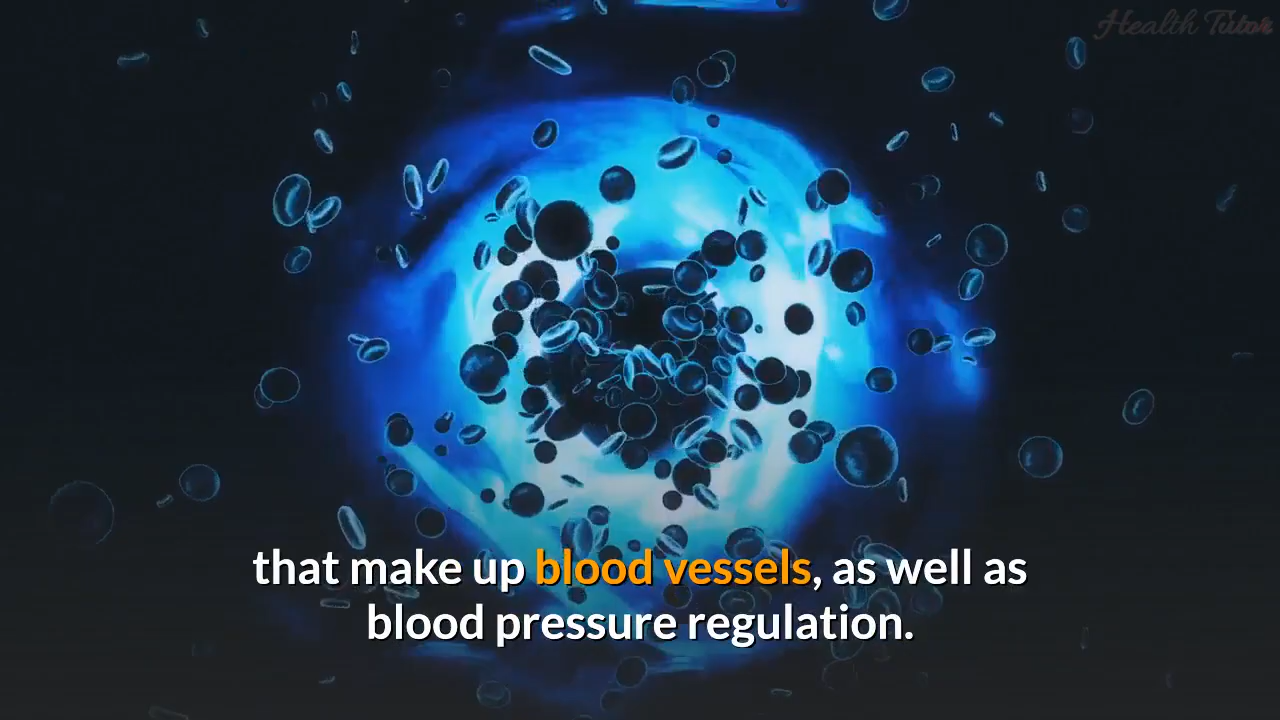 Health Tutor
that make up blood vessels, as well as
blood pressure regulation.